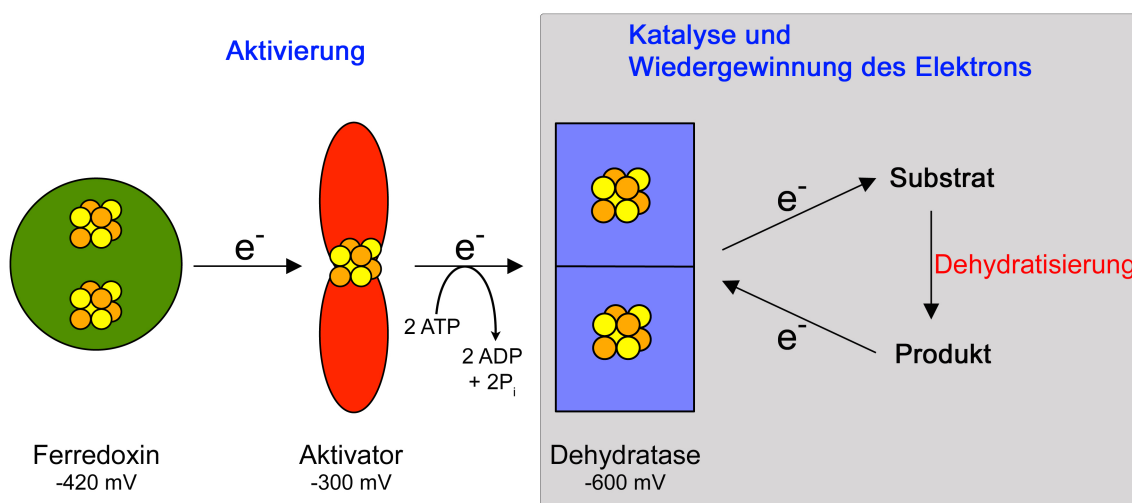 Aktivierung
Katalyse und
Wiedergewinnung des Elektrons
e-
e-
e-
Substrat
Dehydratisierung
e-
Produkt
2 ATP
2 ADP
+ 2Pi
Ferredoxin
-420 mV
Aktivator
-300 mV
Dehydratase
-600 mV